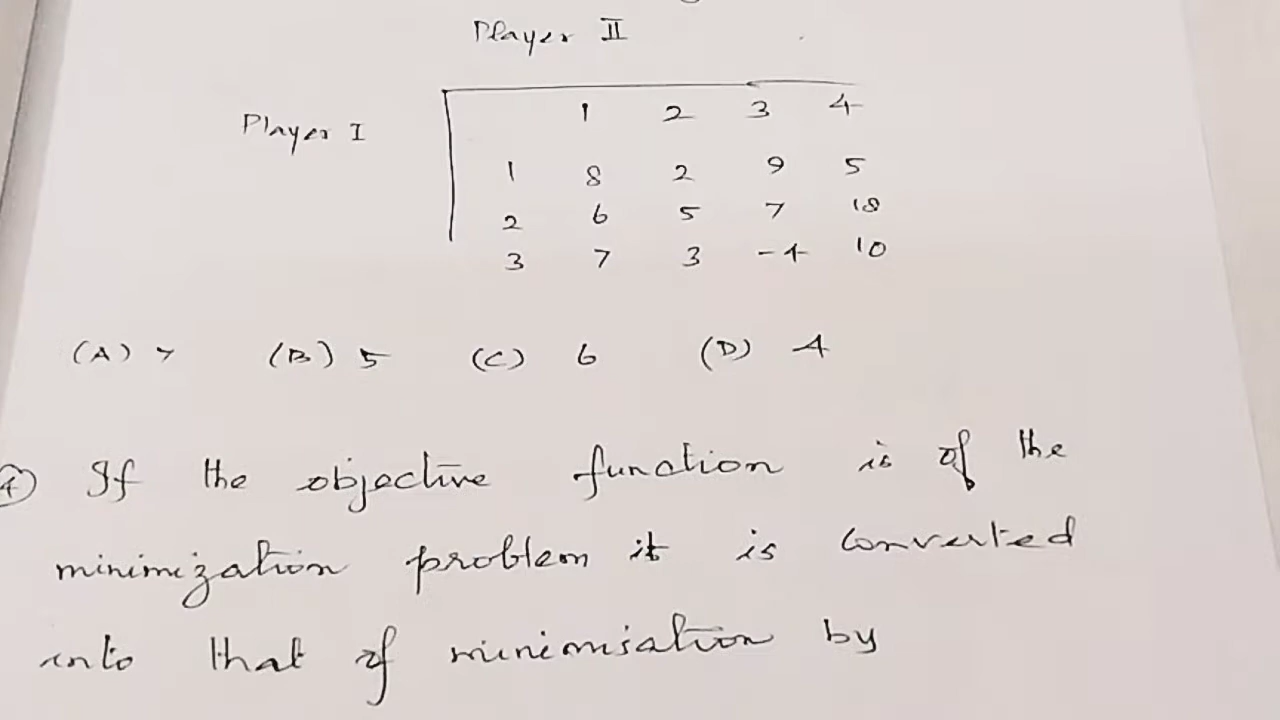 Player II
Player I
1 2 3 4
1 8 2 9 5
2 6 5 7 18
3 7 3 -4 10
(A) 7 (B) 5 (C) 6 (D) 4
4) If the objective function is of the
minimization problem it is converted
into that of minimisation by